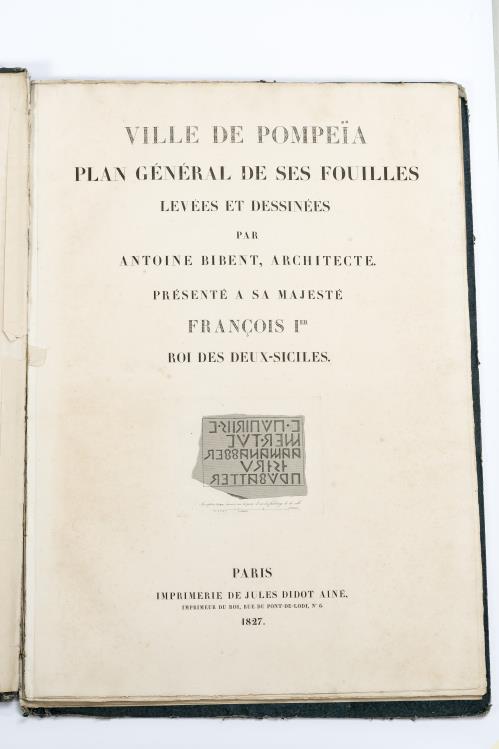 VILLE DE POMPEÏA
PLAN GÉNÉRAL DE SES FOUILLES
LEVÉES ET DESSINÉES
PAR
ANTOINE BIBENT, ARCHITECTE.
PRÉSENTÉ A SA MAJESTÉ
FRANÇOIS IER
ROI DES DEUX-SICILES.
PARIS
IMPRIMERIE DE JULES DIDOT AINÉ,
IMPRIMEUR DU ROI, RUE DU PONT-DE-LODI, N° 6
1827.